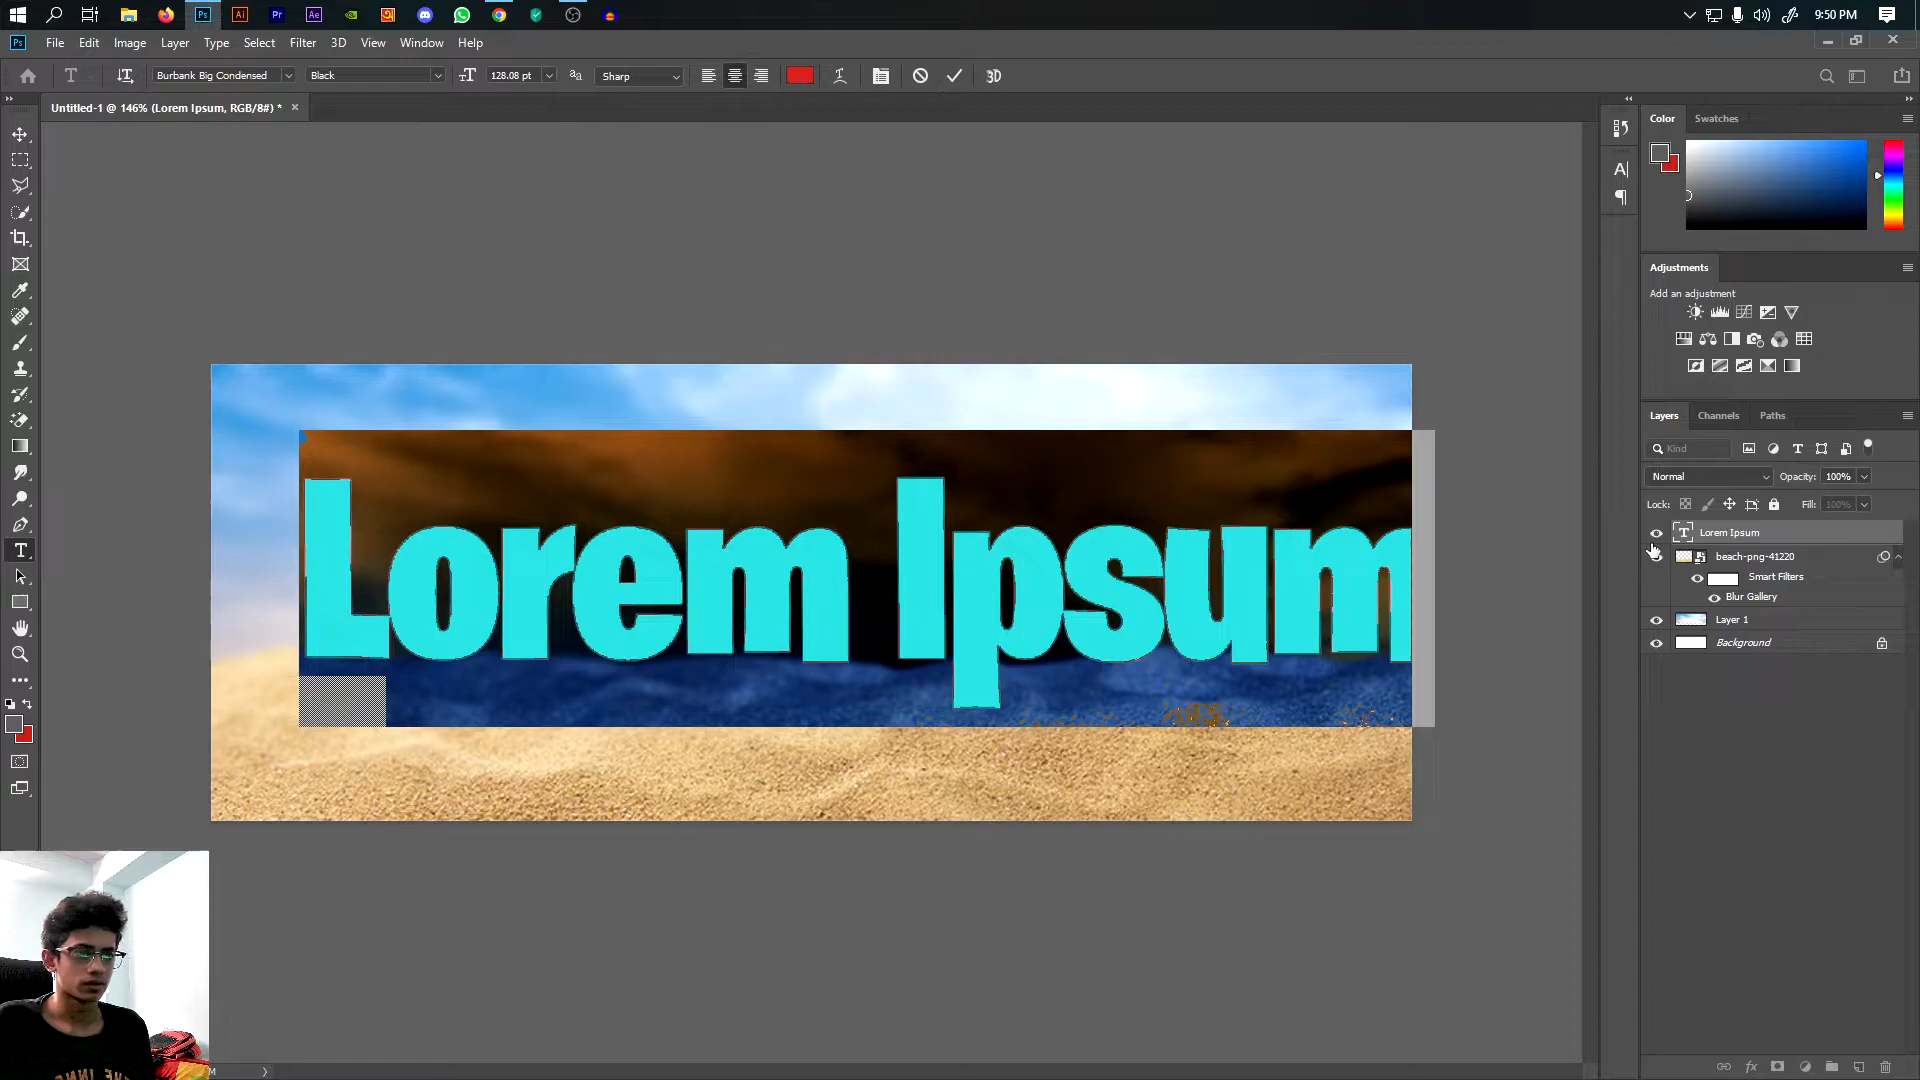 9:50 PM
Ps
File Edit Image Layer Type Select Filter 3D View Window Help
Burbank Big Condensed Black 128.08 pt Sharp 3D
Untitled-1 @ 146% (Lorem Ipsum, RGB/8#) *
Color Swatches
Adjustments
Add an adjustment
Layers Channels Paths
Kind
Normal Opacity: 100%
Lock: Fill: 100%
Lorem Ipsum
beach-png-41220
Smart Filters
Blur Gallery
Layer 1
Background
Lorem Ipsum